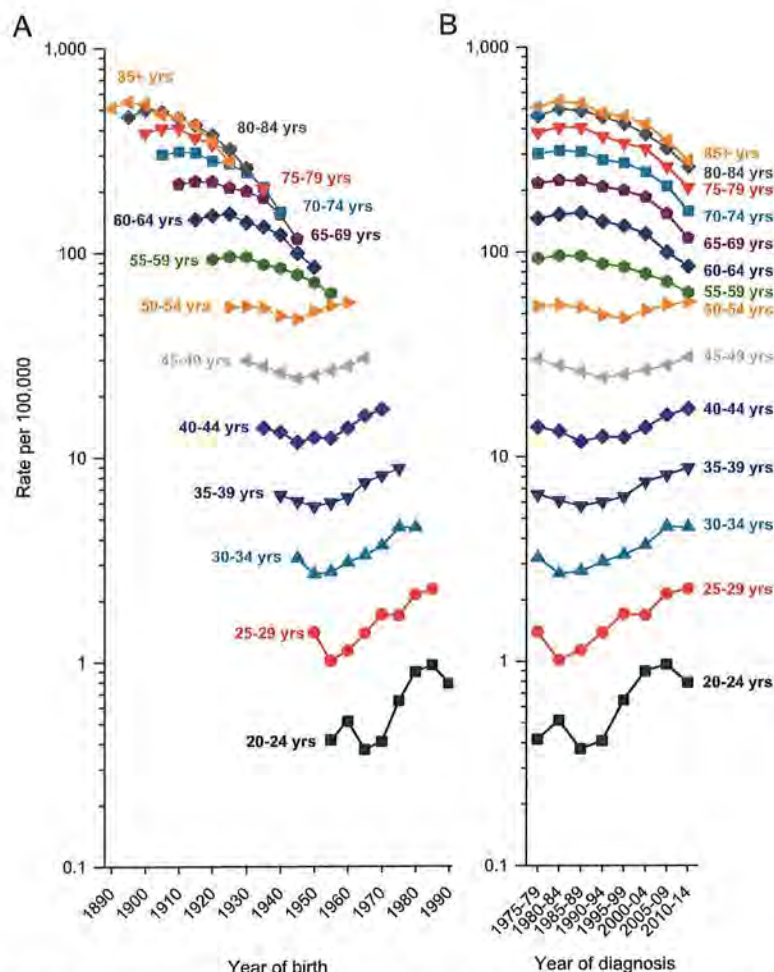 A
1,000
100
10
1
0.1
Rate per 100,000
85+ yrs
80-84 yrs
75-79 yrs
70-74 yrs
65-69 yrs
60-64 yrs
55-59 yrs
50-54 yrs
45-49 yrs
40-44 yrs
35-39 yrs
30-34 yrs
25-29 yrs
20-24 yrs
1890
1900
1910
1920
1930
1940
1950
1960
1970
1980
1990
Year of birth
B
1,000
100
10
1
0.1
85+ yrs
80-84 yrs
75-79 yrs
70-74 yrs
65-69 yrs
60-64 yrs
55-59 yrs
50-54 yrs
45-49 yrs
40-44 yrs
35-39 yrs
30-34 yrs
25-29 yrs
20-24 yrs
1975-79
1980-84
1985-89
1990-94
1995-99
2000-04
2005-09
2010-14
Year of diagnosis